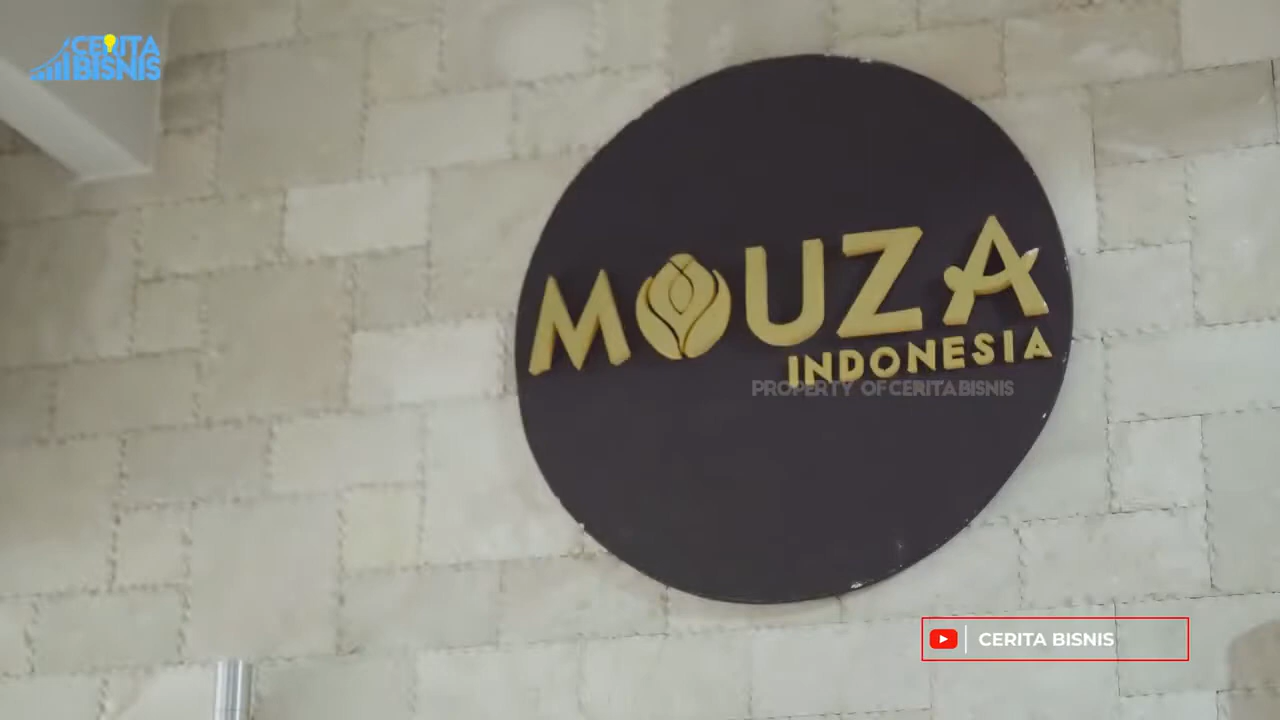 CERITA
BISNIS
MOUZA
INDONESIA
PROPERTY OF CERITABISNIS
CERITA BISNIS